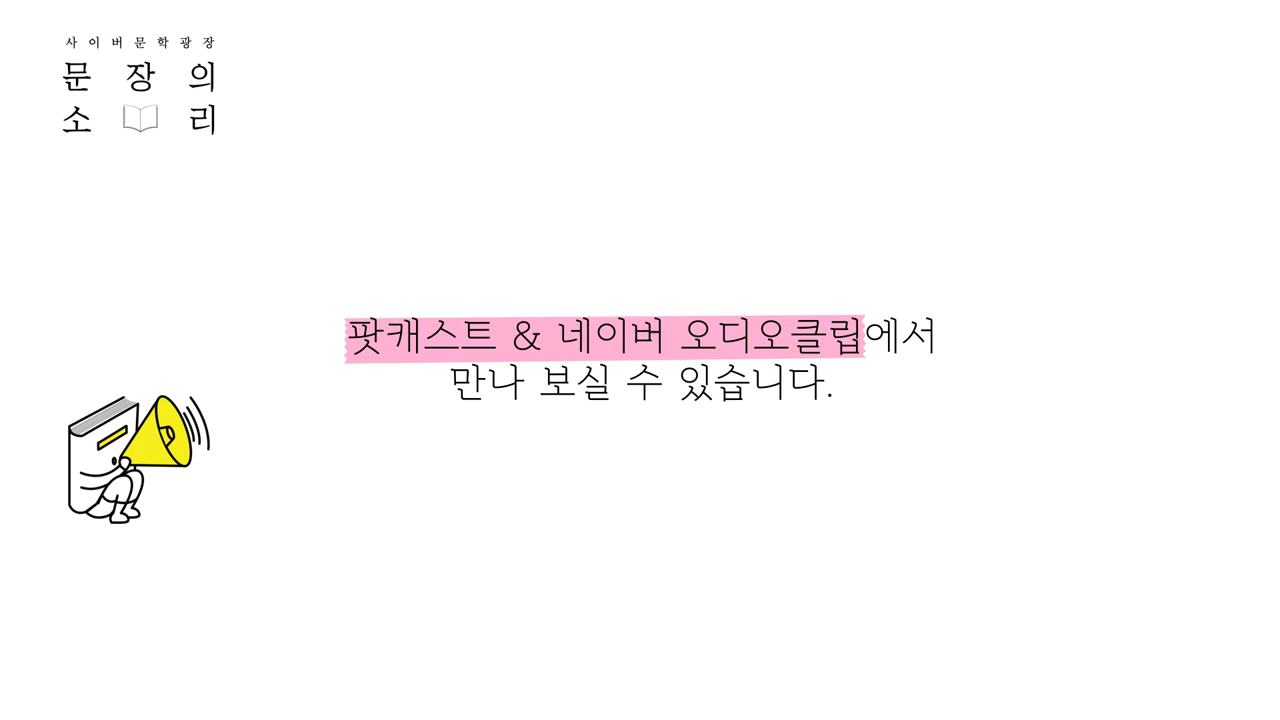 사이버문학광장
문장의
소리
팟캐스트 & 네이버 오디오클립에서
만나 보실 수 있습니다.